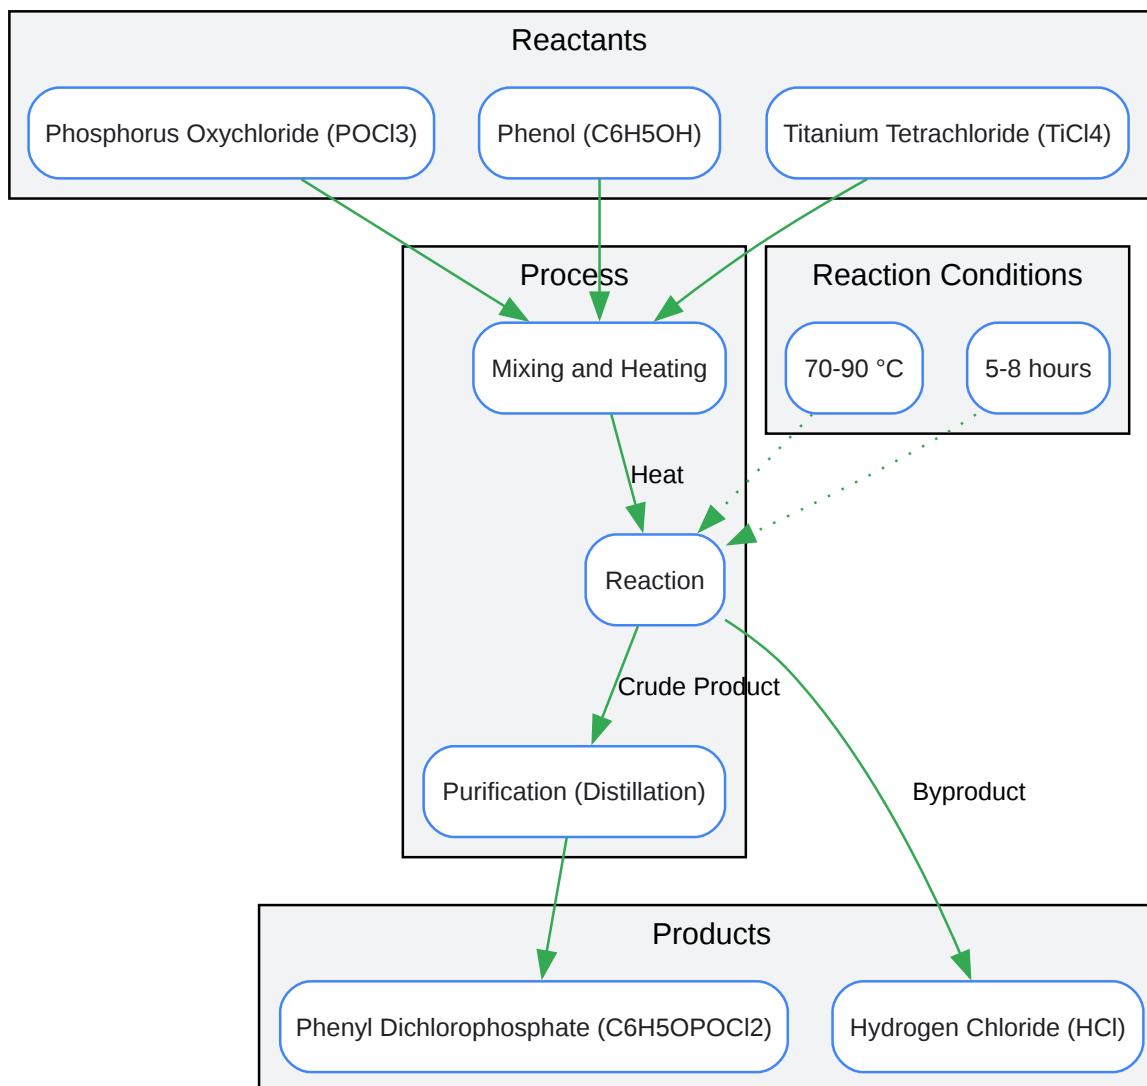 Reactants
Phosphorus Oxychloride (POCl3)
Phenol (C6H5OH)
Titanium Tetrachloride (TiCl4)
Process
Reaction Conditions
Mixing and Heating
70-90 °C
5-8 hours
Heat
Reaction
Crude Product
Purification (Distillation)
Byproduct
Products
Phenyl Dichlorophosphate (C6H5OPOCl2)
Hydrogen Chloride (HCl)